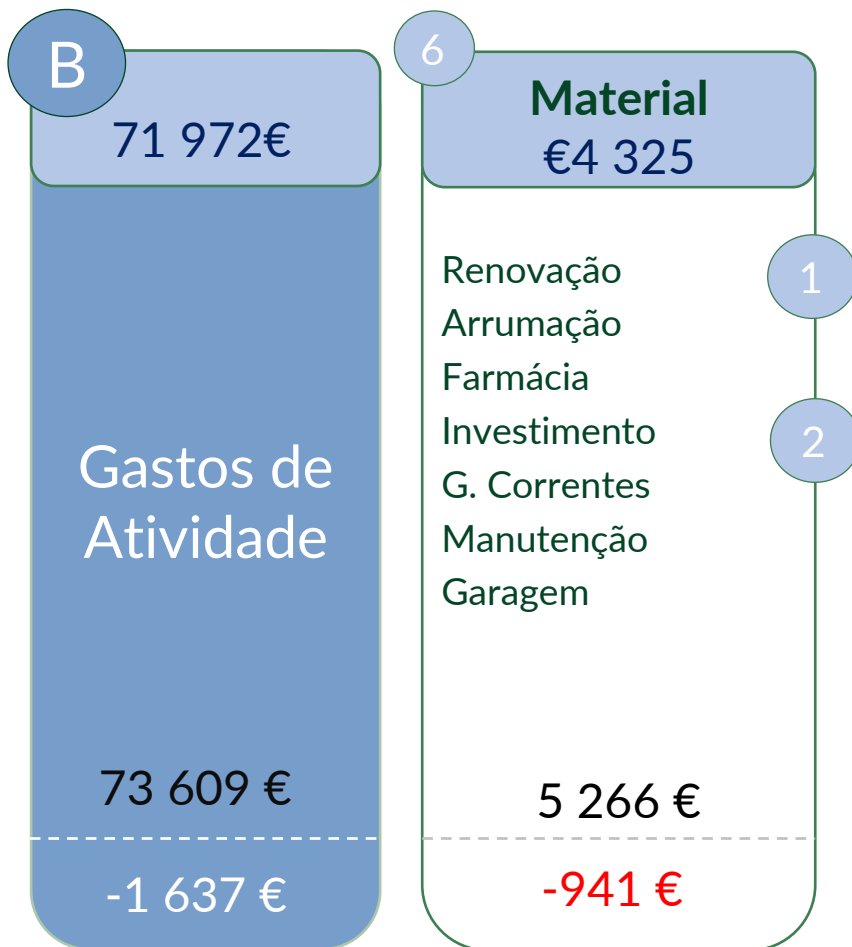 B
71 972€
Gastos de
Atividade
73 609 €
-1 637 €
6
Material
€4 325
Renovação
1
Arrumação
Farmácia
Investimento
2
G. Correntes
Manutenção
Garagem
5 266 €
-941 €